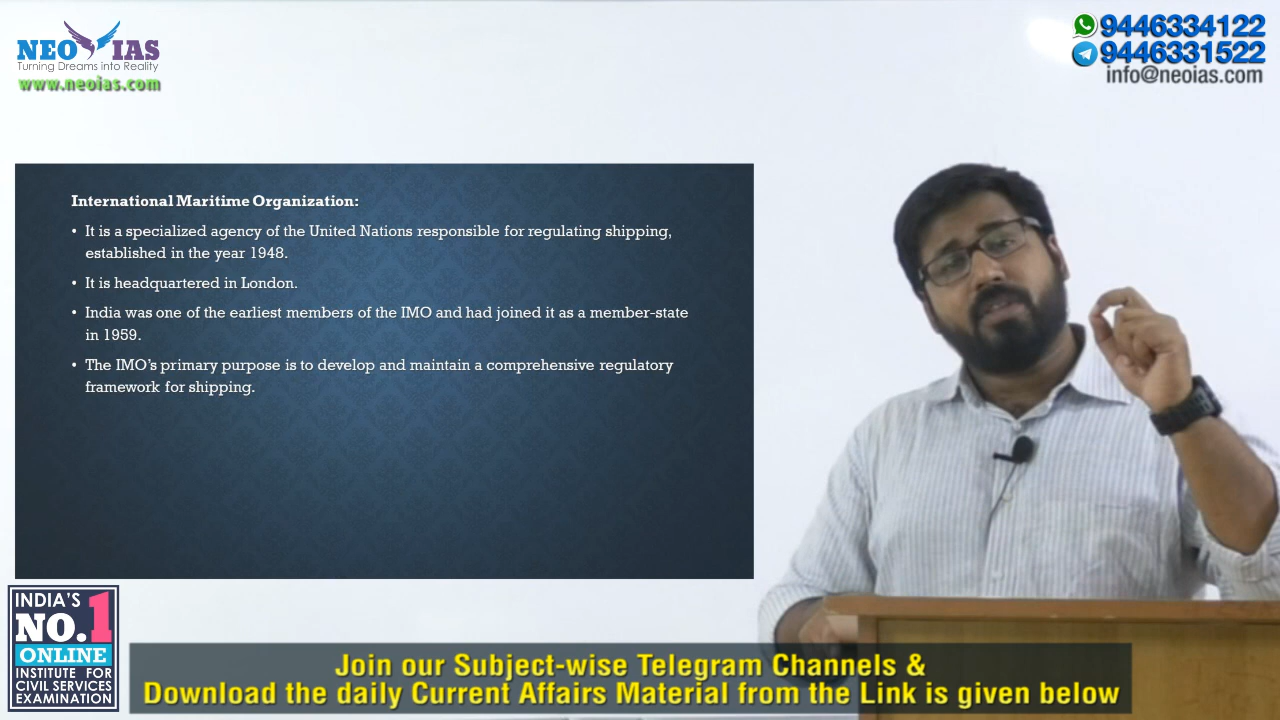 NEO IAS
Turning Dreams into Reality
www.neoias.com
9446334122
9446331522
info@neoias.com
International Maritime Organization:
• It is a specialized agency of the United Nations responsible for regulating shipping,
established in the year 1948.
• It is headquartered in London.
• India was one of the earliest members of the IMO and had joined it as a member-state
in 1959.
• The IMO's primary purpose is to develop and maintain a comprehensive regulatory
framework for shipping.
INDIA'S
NO.1
ONLINE
INSTITUTE FOR
CIVIL SERVICES
EXAMINATION
Join our Subject-wise Telegram Channels &
Download the daily Current Affairs Material from the Link is given below